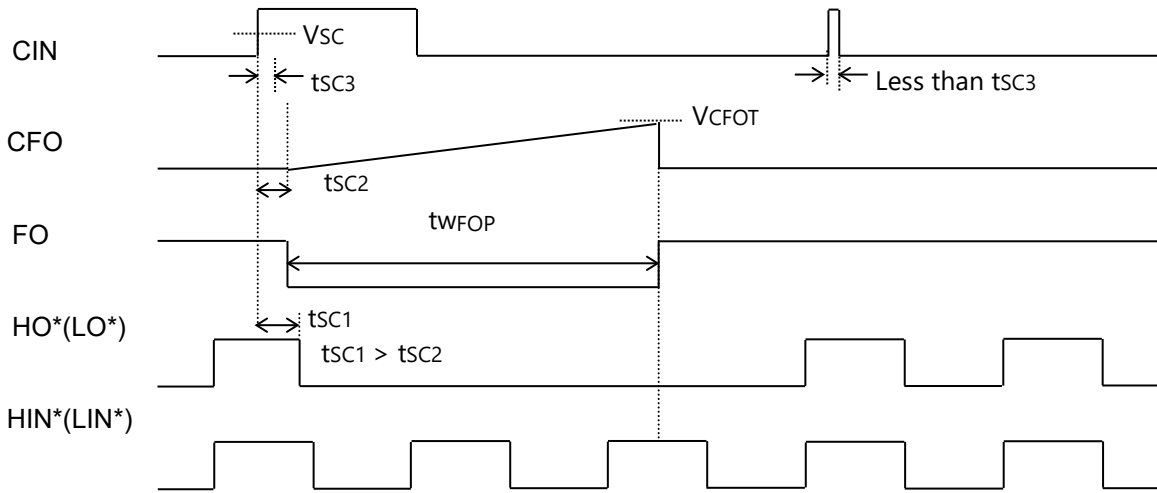 VSC
CIN
tSC3
Less than tSC3
VCFOT
CFO
tSC2
twFOP
FO
tSC1
HO*(LO*)
tSC1 > tSC2
HIN*(LIN*)